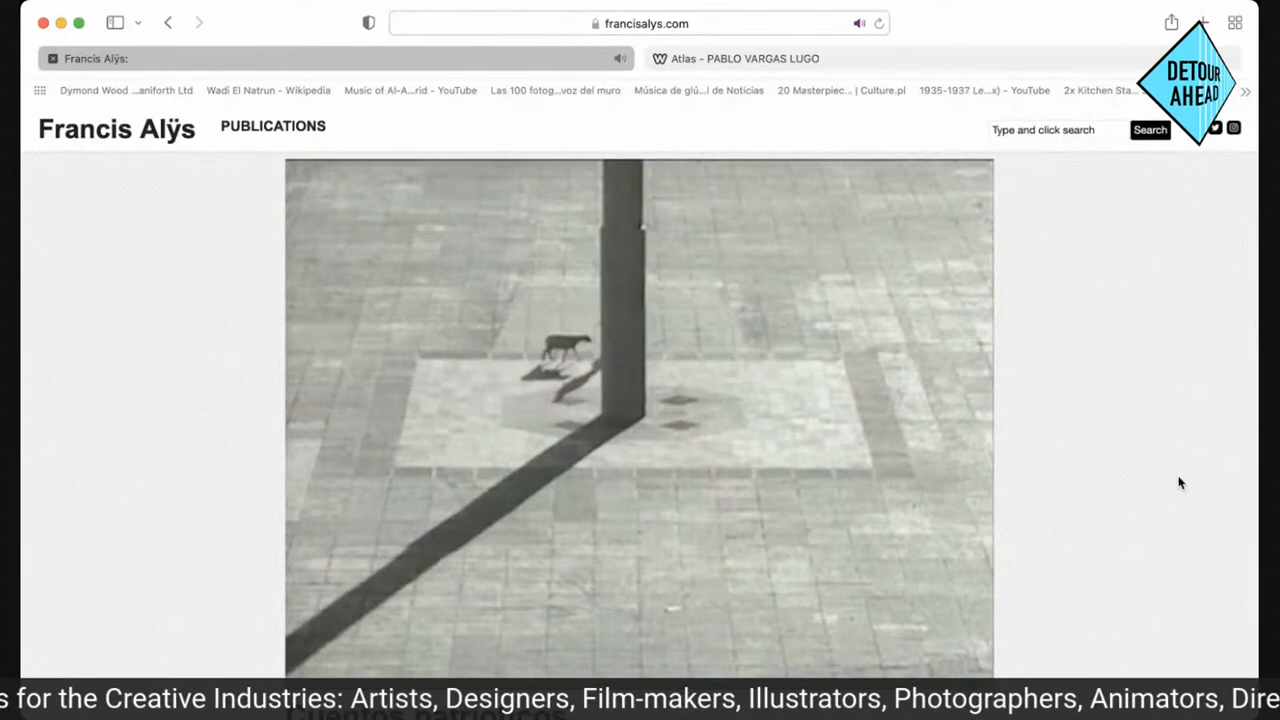 francisalys.com
Francis Alÿs:
Atlas - PABLO VARGAS LUGO
Dymond Wood ...aniforth Ltd
Wadi El Natrun - Wikipedia
Music of Al-A...rid - YouTube
Las 100 fotog...voz del muro
Música de glú...l de Noticias
20 Masterpiec... | Culture.pl
1935-1937 Le...x) – YouTube
2x Kitchen Sta...
DETOUR
AHEAD
Francis Alÿs
PUBLICATIONS
Type and click search
Search
Cuentos patrióticos
s for the Creative Industries: Artists, Designers, Film-makers, Illustrators, Photographers, Animators, Dire